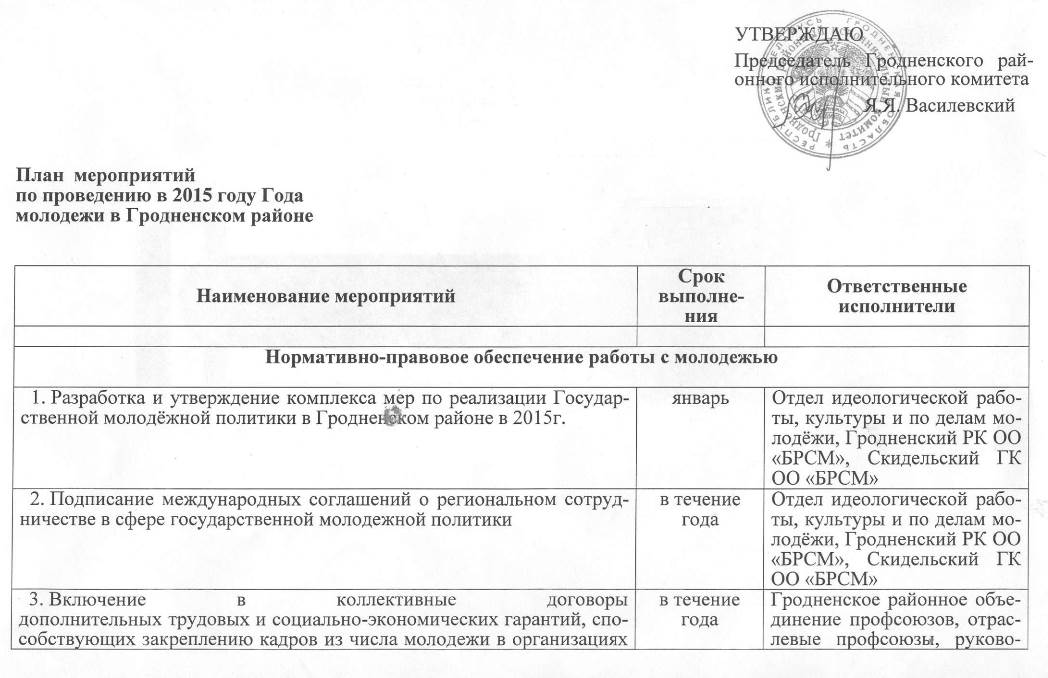 УТВЕРЖДАЮ
Председатель Гродненского рай-
онного исполнительного комитета
Я.Я. Василевский
План мероприятий
по проведению в 2015 году Года
молодежи в Гродненском районе
Наименование мероприятий
Срок
выполне-
ния
Ответственные
исполнители
Нормативно-правовое обеспечение работы с молодежью
1. Разработка и утверждение комплекса мер по реализации Государ-
ственной молодёжной политики в Гродненском районе в 2015г.
январь
Отдел идеологической рабо-
ты, культуры и по делам мо-
лодёжи, Гродненский РК ОО
«БРСМ», Скидельский ГК
ОО «БРСМ»
2. Подписание международных соглашений о региональном сотруд-
ничестве в сфере государственной молодежной политики
в течение
года
Отдел идеологической рабо-
ты, культуры и по делам мо-
лодёжи, Гродненский РК ОО
«БРСМ», Скидельский ГК
ОО «БРСМ»
3. Включение в коллективные договоры
дополнительных трудовых и социально-экономических гарантий, спо-
собствующих закреплению кадров из числа молодежи в организациях
в течение
года
Гродненское районное объе-
динение профсоюзов, отрас-
левые профсоюзы, руково-